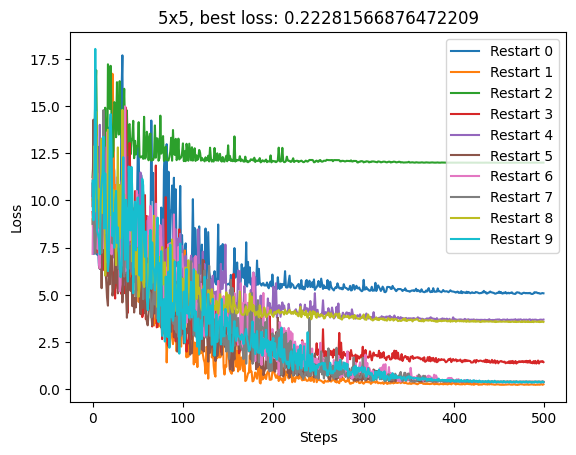 5x5, best loss: 0.22281566876472209
Loss
17.5
15.0
12.5
10.0
7.5
5.0
2.5
0.0
Restart 0
Restart 1
Restart 2
Restart 3
Restart 4
Restart 5
Restart 6
Restart 7
Restart 8
Restart 9
0 100 200 300 400 500
Steps